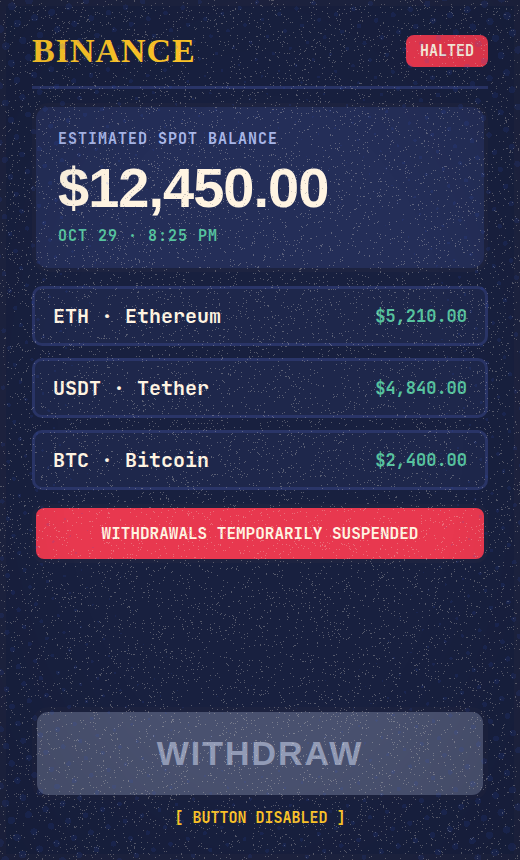 BINANCE
HALTED
ESTIMATED SPOT BALANCE
$12,450.00
OCT 29 · 8:25 PM
ETH · Ethereum $5,210.00
USDT · Tether $4,840.00
BTC · Bitcoin $2,400.00
WITHDRAWALS TEMPORARILY SUSPENDED
WITHDRAW
[ BUTTON DISABLED ]